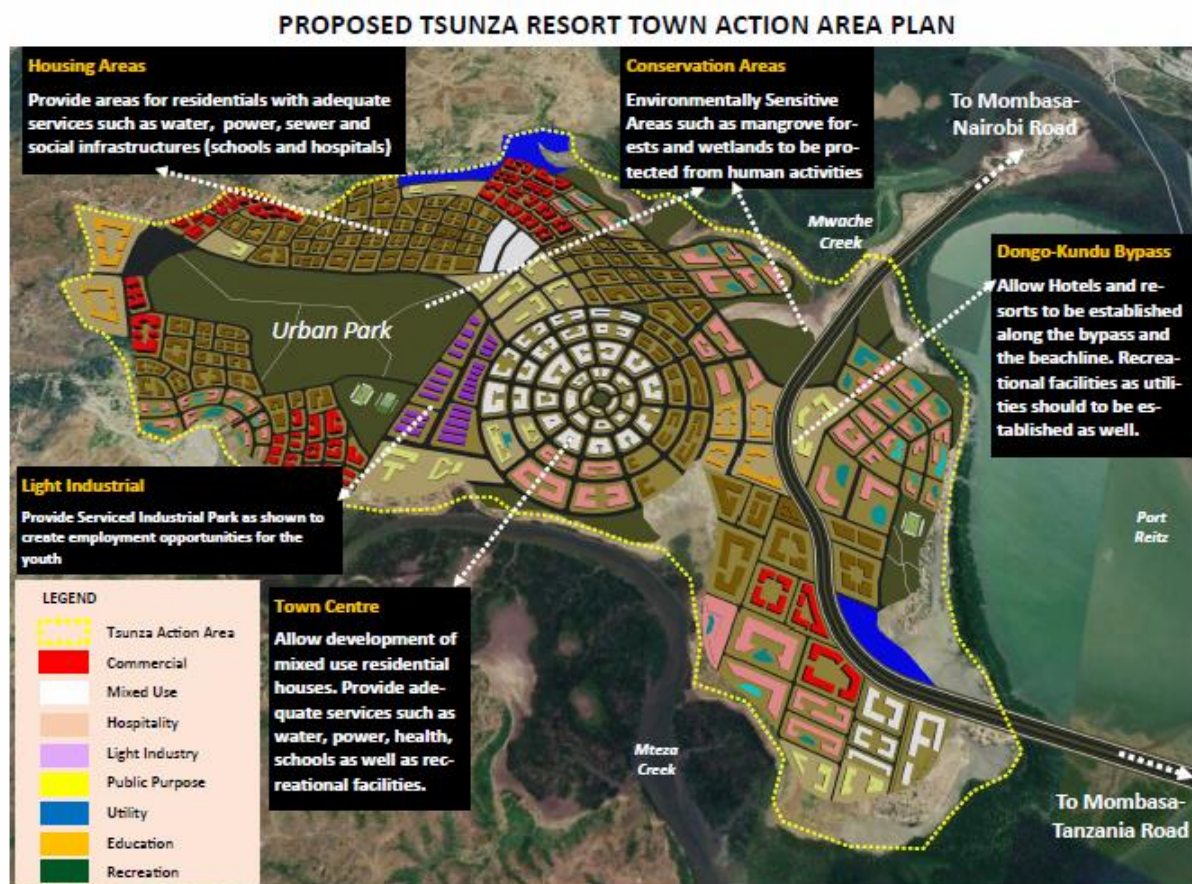 PROPOSED TSUNZA RESORT TOWN ACTION AREA PLAN
Housing Areas
Provide areas for residentials with adequate
services such as water, power, sewer and
social infrastructures (schools and hospitals)
Conservation Areas
Environmentally Sensitive
Areas such as mangrove for-
ests and wetlands to be pro-
tected from human activities
To Mombasa-
Nairobi Road
Mwache
Creek
Dongo-Kundu Bypass
Allow Hotels and re-
sorts to be established
along the bypass and
the beachline. Recrea-
tional facilities as utili-
ties should to be es-
tablished as well.
Urban Park
Light Industrial
Provide Serviced Industrial Park as shown to
create employment opportunities for the
youth
Port
Reitz
Town Centre
Allow development of
mixed use residential
houses. Provide ade-
quate services such as
water, power, health,
schools as well as rec-
reational facilities.
Mteza
Creek
To Mombasa-
Tanzania Road
LEGEND
Tsunza Action Area
Commercial
Mixed Use
Hospitality
Light Industry
Public Purpose
Utility
Education
Recreation